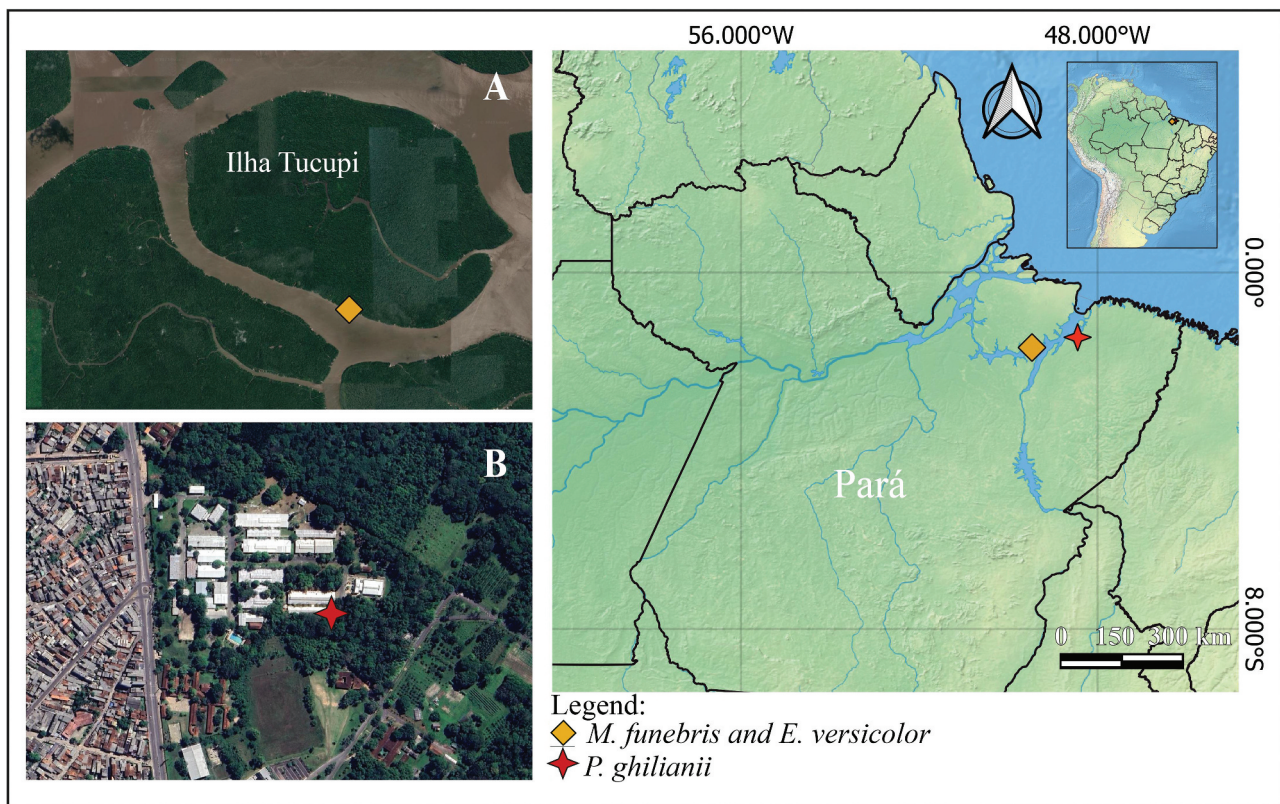 A
Ilha Tucupi
B
56.000°W 48.000°W
0.000°
8.000°S
Pará
0 150 300 km
Legend:
M. funebris and E. versicolor
P. ghilianii